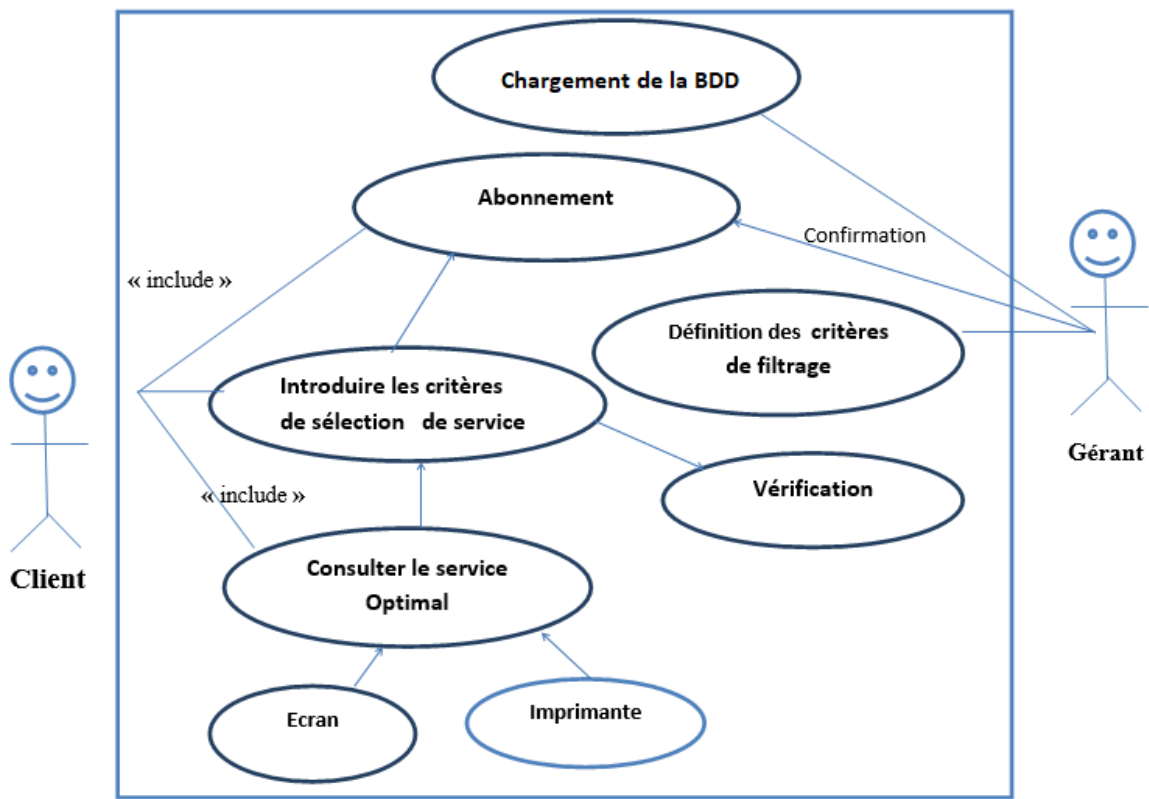 Chargement de la BDD
Abonnement
Confirmation
« include »
Définition des critères
de filtrage
Introduire les critères
de sélection de service
Gérant
Vérification
« include »
Consulter le service
Optimal
Client
Ecran
Imprimante